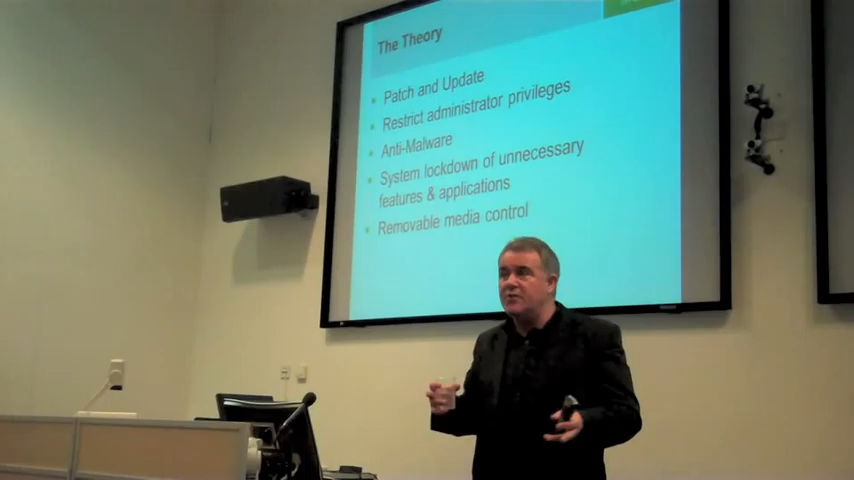 The Theory
Patch and Update
Restrict administrator privileges
Anti-Malware
System lockdown of unnecessary
features & applications
Removable media control